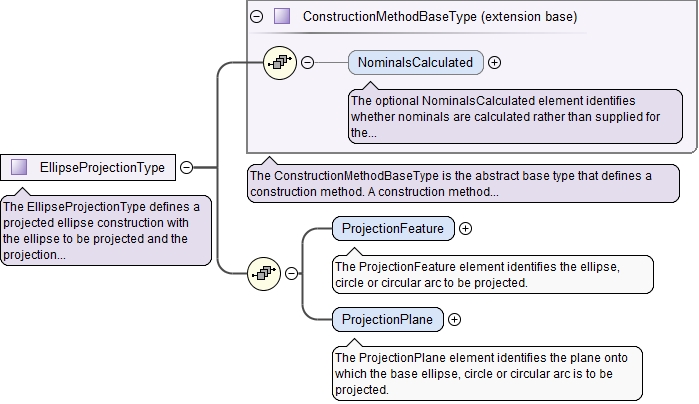 ConstructionMethodBaseType (extension base)
NominalsCalculated
The optional NominalsCalculated element identifies
whether nominals are calculated rather than supplied for
the...
EllipseProjectionType
The ConstructionMethodBaseType is the abstract base type that defines a
construction method. A construction method...
The EllipseProjectionType defines a
projected ellipse construction with
the ellipse to be projected and the
projection...
ProjectionFeature
The ProjectionFeature element identifies the ellipse,
circle or circular arc to be projected.
ProjectionPlane
The ProjectionPlane element identifies the plane onto
which the base ellipse, circle or circular arc is to be
projected.